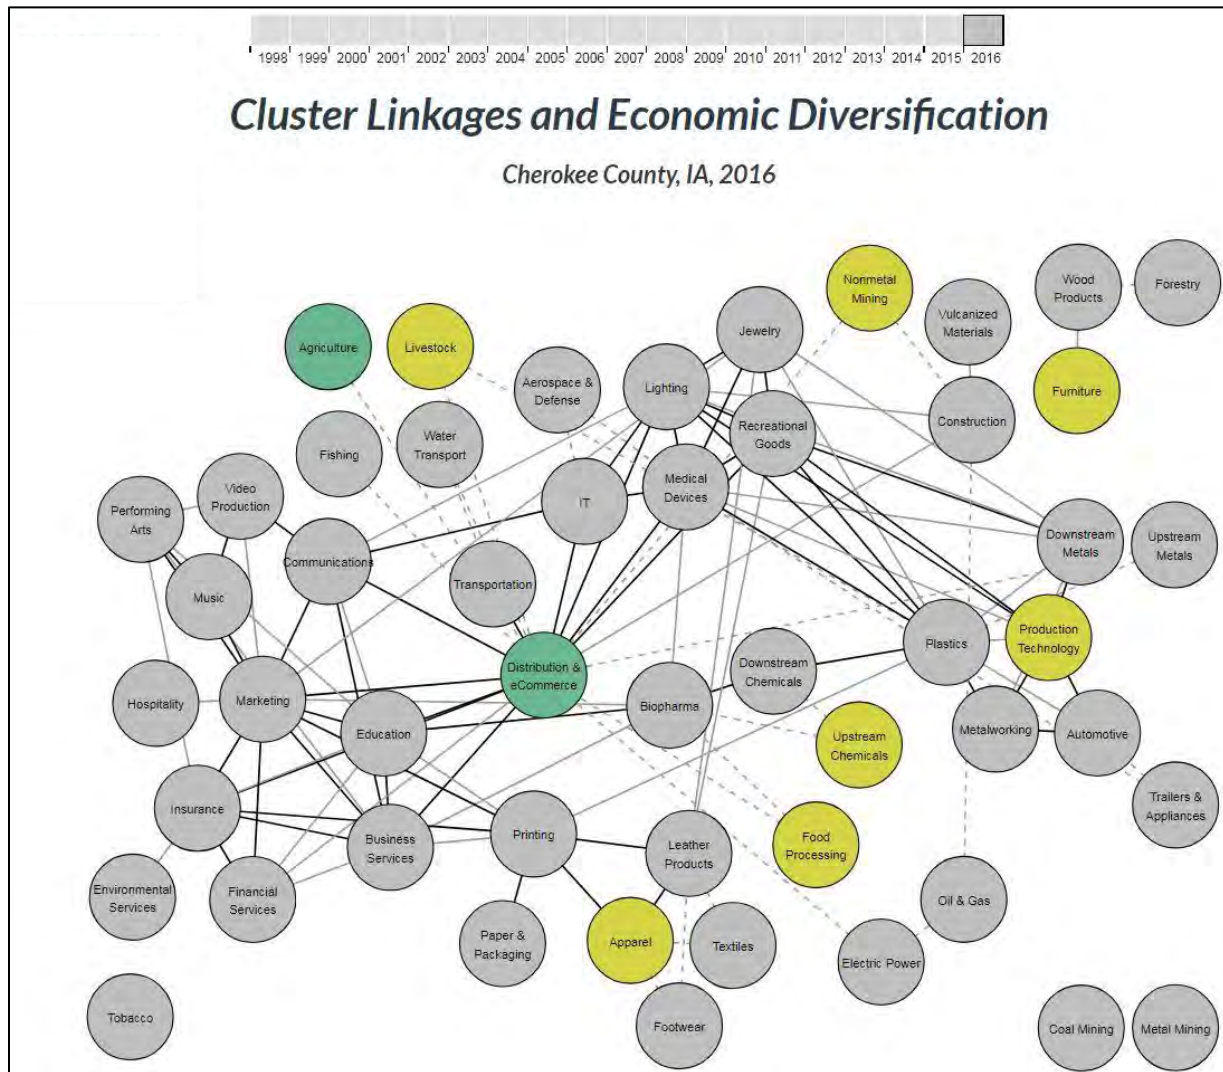 1998 1999 2000 2001 2002 2003 2004 2005 2006 2007 2008 2009 2010 2011 2012 2013 2014 2015 2016
Cluster Linkages and Economic Diversification
Cherokee County, IA, 2016
Nonmetal
Mining
Wood
Products
Forestry
Vulcanized
Materials
Jewelry
Agriculture
Livestock
Aerospace &
Defense
Lighting
Furniture
Construction
Recreational
Goods
Fishing
Water
Transport
Video
Production
Performing
Arts
IT
Medical
Devices
Downstream
Metals
Upstream
Metals
Communications
Transportation
Music
Plastics
Production
Technology
Distribution &
eCommerce
Downstream
Chemicals
Hospitality
Marketing
Education
Biopharma
Upstream
Chemicals
Metalworking
Automotive
Trailers &
Appliances
Insurance
Business
Services
Printing
Leather
Products
Food
Processing
Environmental
Services
Financial
Services
Oil & Gas
Paper &
Packaging
Apparel
Textiles
Electric Power
Tobacco
Footwear
Coal Mining
Metal Mining